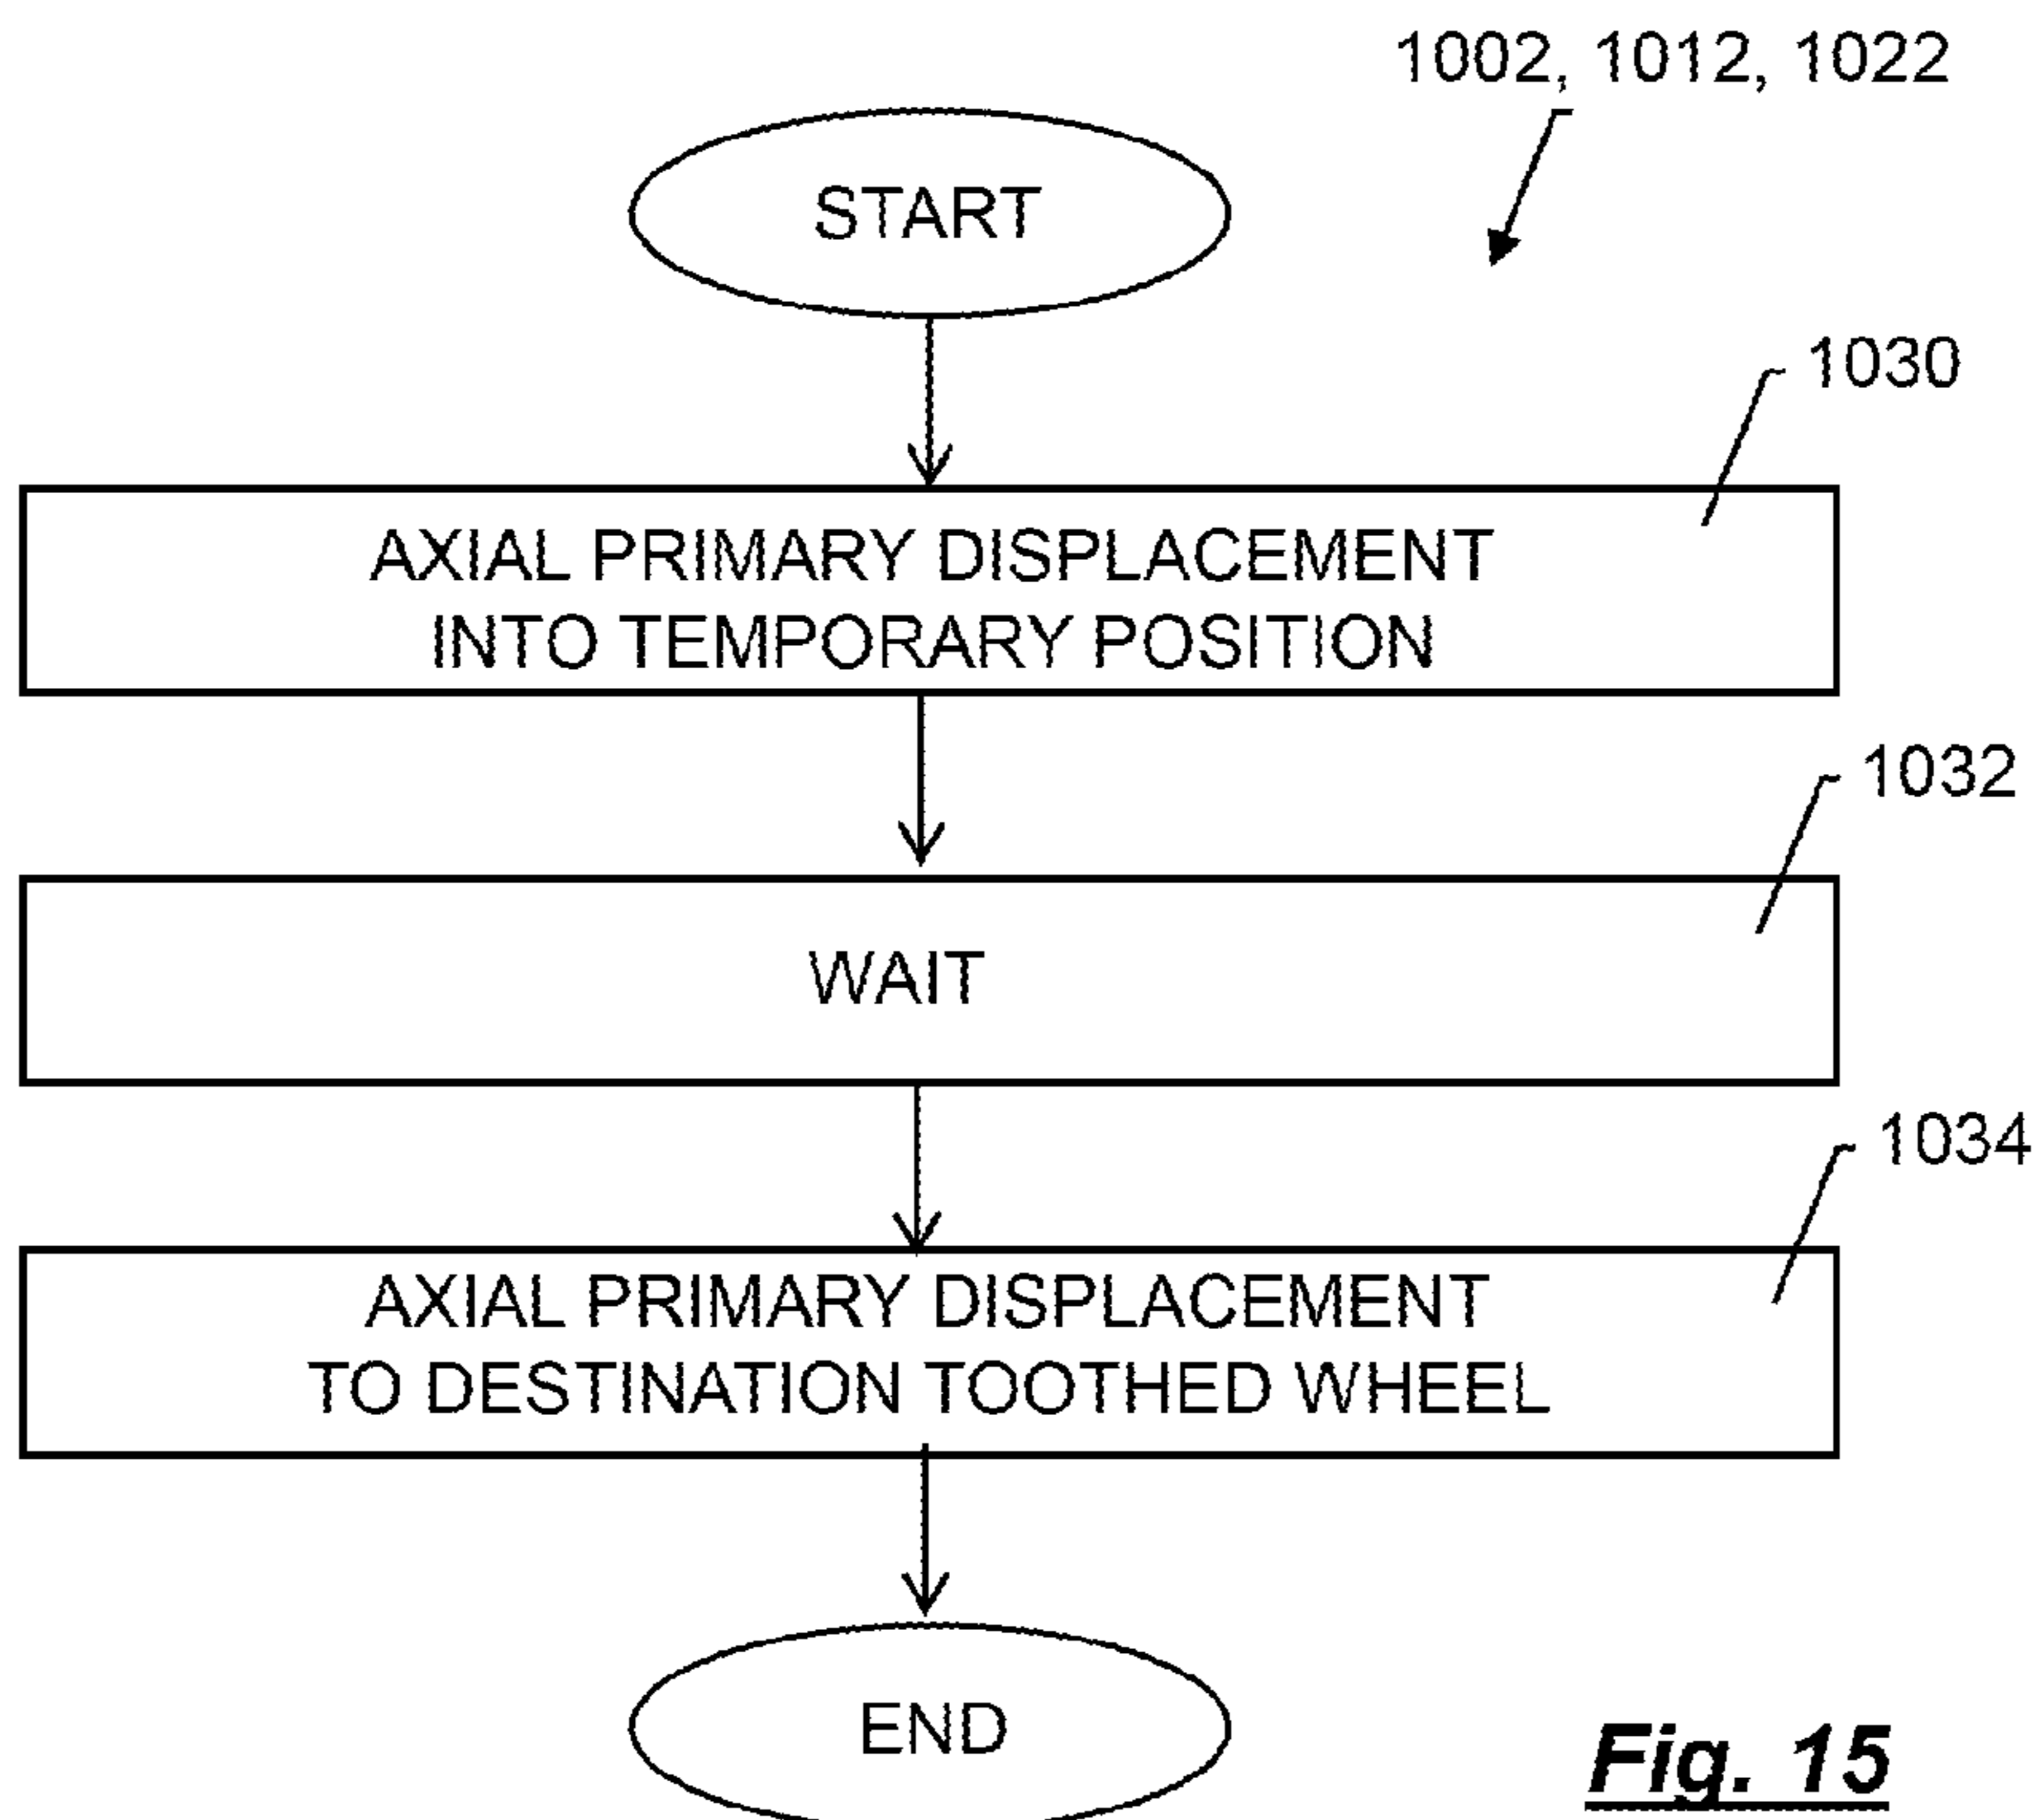 1002, 1012, 1022
START
1030
AXIAL PRIMARY DISPLACEMENT
INTO TEMPORARY POSITION
1032
WAIT
1034
AXIAL PRIMARY DISPLACEMENT
TO DESTINATION TOOTHED WHEEL
END
Fig. 15